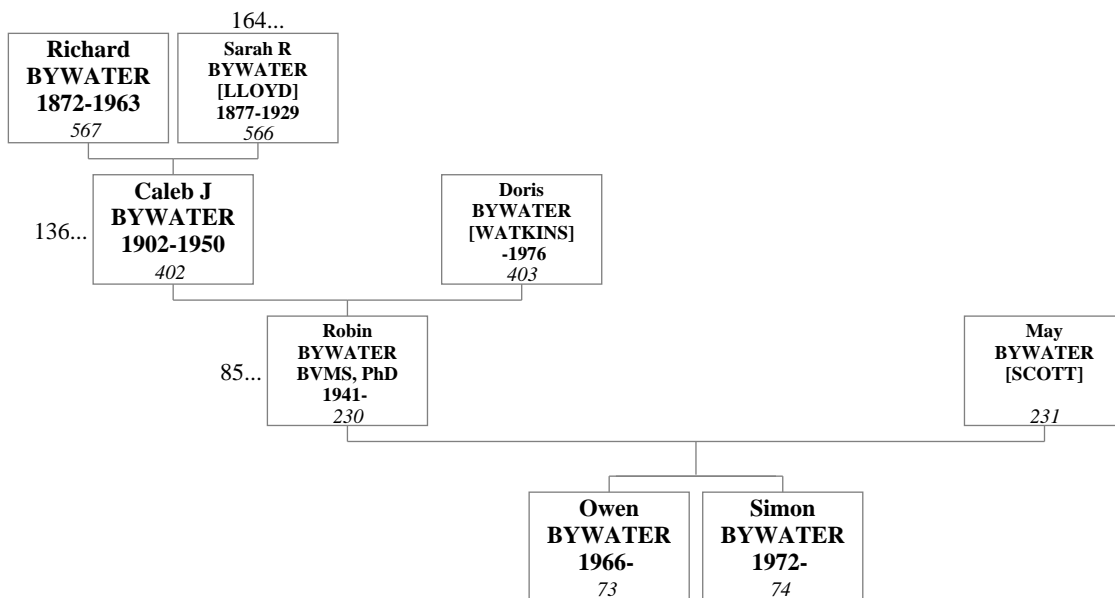 164...
Richard
BYWATER
1872-1963
567
Sarah R
BYWATER
[LLOYD]
1877-1929
566
136...
Caleb J
BYWATER
1902-1950
402
Doris
BYWATER
[WATKINS]
-1976
403
85...
Robin
BYWATER
BVMS, PhD
1941-
230
May
BYWATER
[SCOTT]
231
Owen
BYWATER
1966-
73
Simon
BYWATER
1972-
74